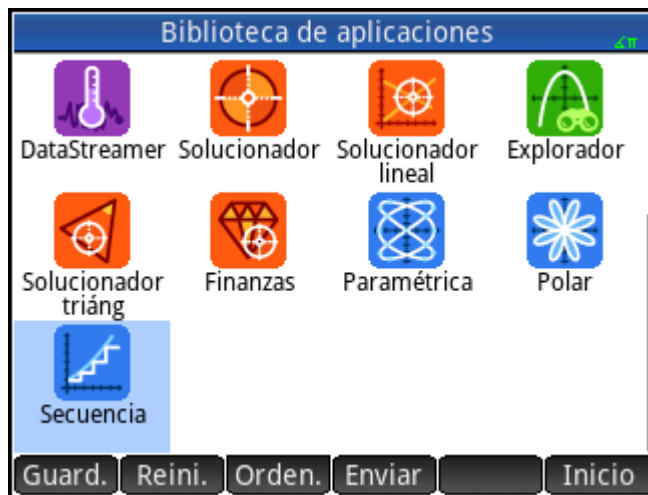 Biblioteca de aplicaciones
∡π
DataStreamer
Solucionador
Solucionador
lineal
Explorador
Solucionador
triáng
Finanzas
Paramétrica
Polar
Secuencia
Guard.
Reini.
Orden.
Enviar
Inicio